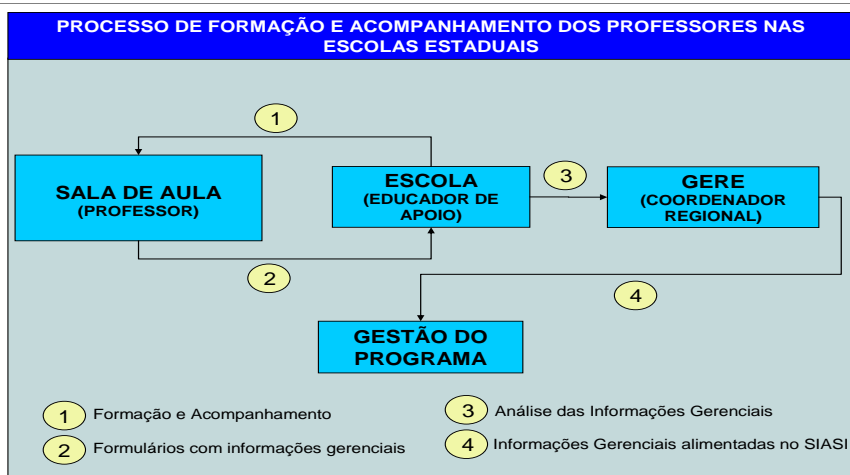 PROCESSO DE FORMAÇÃO E ACOMPANHAMENTO DOS PROFESSORES NAS
ESCOLAS ESTADUAIS
1
SALA DE AULA
(PROFESSOR)
ESCOLA
(EDUCADOR DE
APOIO)
3
GERE
(COORDENADOR
REGIONAL)
2
4
GESTÃO DO
PROGRAMA
1 Formação e Acompanhamento
2 Formulários com informações gerenciais
3 Análise das Informações Gerenciais
4 Informações Gerenciais alimentadas no SIASI